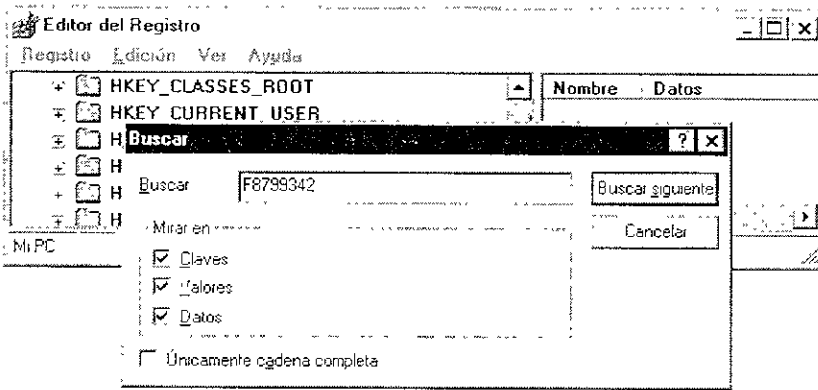 Editor del Registro
Registro Edición Ver Ayuda
HKEY_CLASSES_ROOT
Nombre Datos
HKEY_CURRENT_USER
H
Buscar
H
Buscar F8799342 Buscar siguiente
H
H
Mirar en Cancelar
Mi PC
Claves
Valores
Datos
Únicamente cadena completa